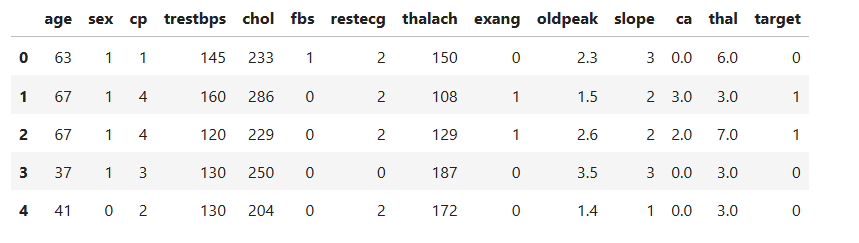 age sex cp trestbps chol fbs restecg thalach exang oldpeak slope ca thal target
0 63 1 1 145 233 1 2 150 0 2.3 3 0.0 6.0 0
1 67 1 4 160 286 0 2 108 1 1.5 2 3.0 3.0 1
2 67 1 4 120 229 0 2 129 1 2.6 2 2.0 7.0 1
3 37 1 3 130 250 0 0 187 0 3.5 3 0.0 3.0 0
4 41 0 2 130 204 0 2 172 0 1.4 1 0.0 3.0 0